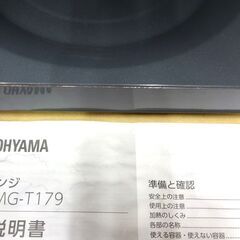 OHYAMA
ンジ
MG-T179
説明書
準備と確認
安全上の注意
使用上の注意
加熱のしくみ
各部の名称
使える容器・使えない容器